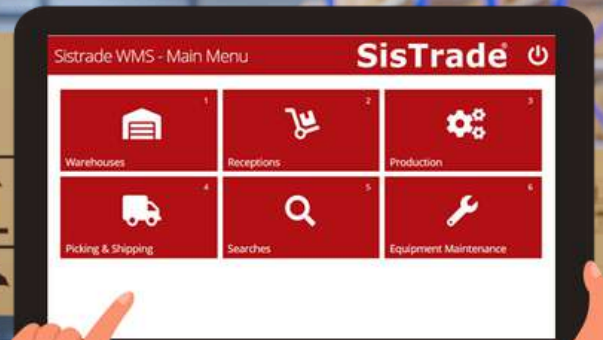 Sistrade WMS - Main Menu
SisTrade®
1
Warehouses
2
Receptions
3
Production
4
Picking & Shipping
5
Searches
6
Equipment Maintenance